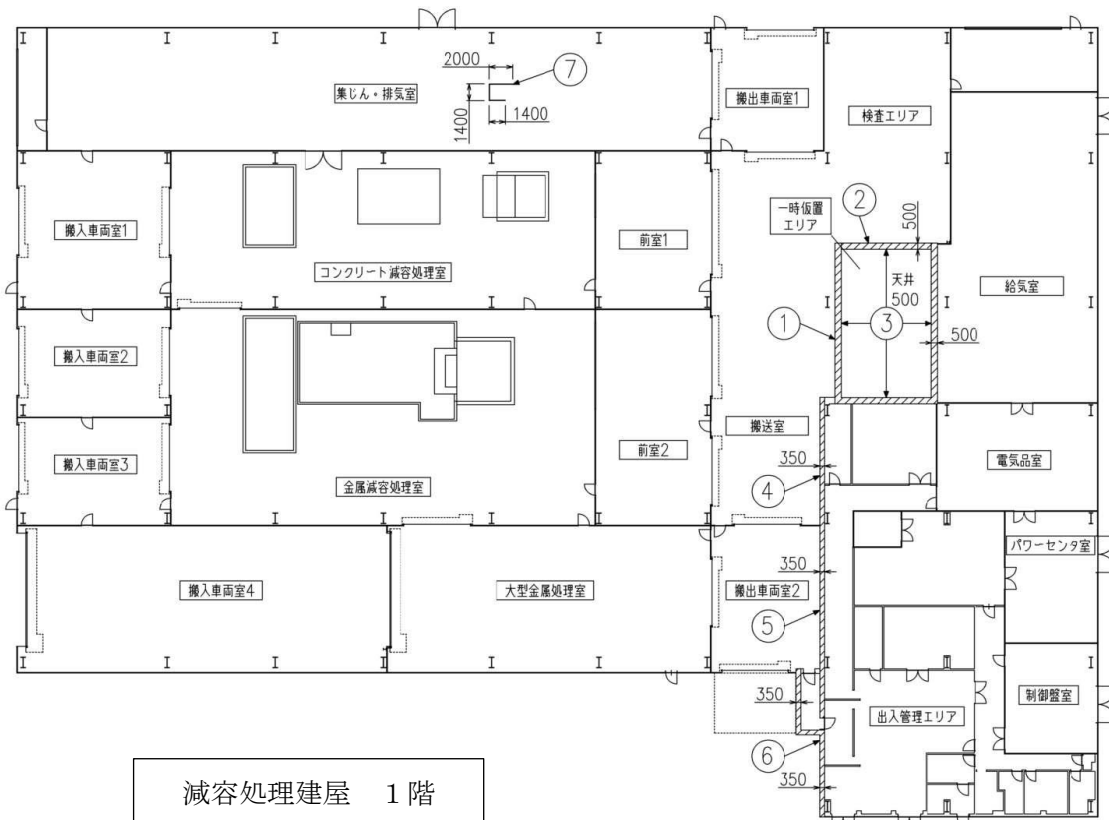 2000
⑦
集じん・排気室
1400
1400
搬出車両室1
検査エリア
一時仮置
エリア
②
500
搬入車両室1
前室1
コンクリート減容処理室
天井
500
給気室
①
③
500
搬入車両室2
搬送室
搬入車両室3
前室2
金属減容処理室
350
④
電気品室
パワーセンタ室
350
搬入車両室4
大型金属処理室
搬出車両室2
⑤
350
制御盤室
出入管理エリア
⑥
350
減容処理建屋 1階